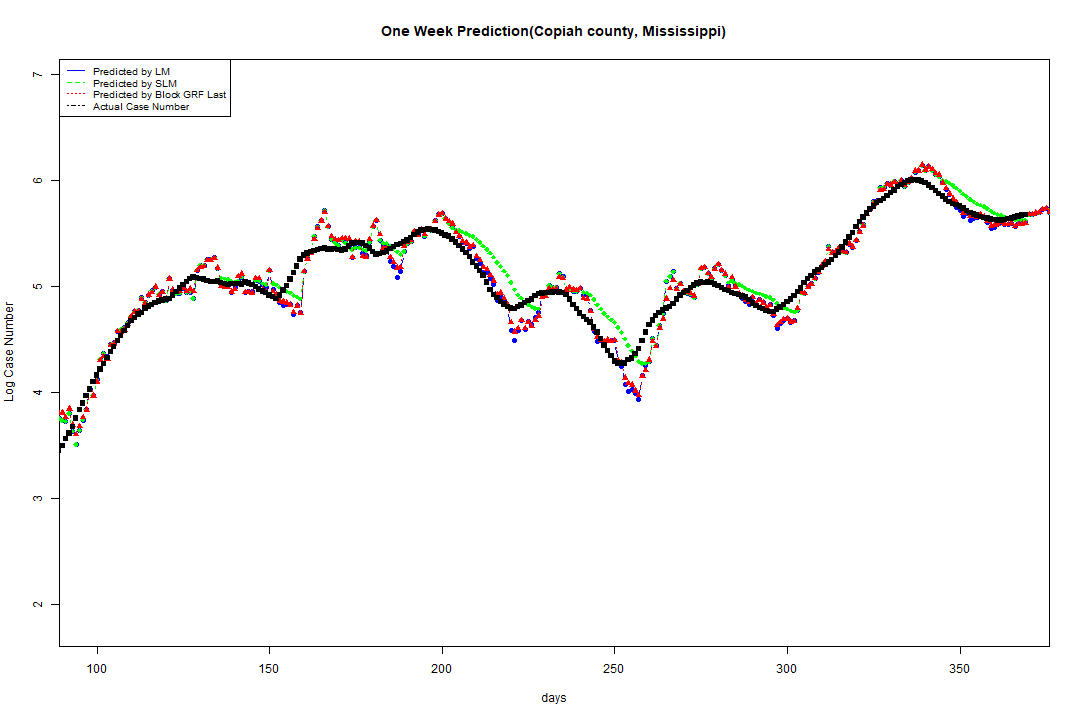 One Week Prediction(Copiah county, Mississippi)
Predicted by LM
Predicted by SLM
Predicted by Block GRF Last
Actual Case Number
7
6
5
4
3
2
Log Case Number
100 150 200 250 300 350
days